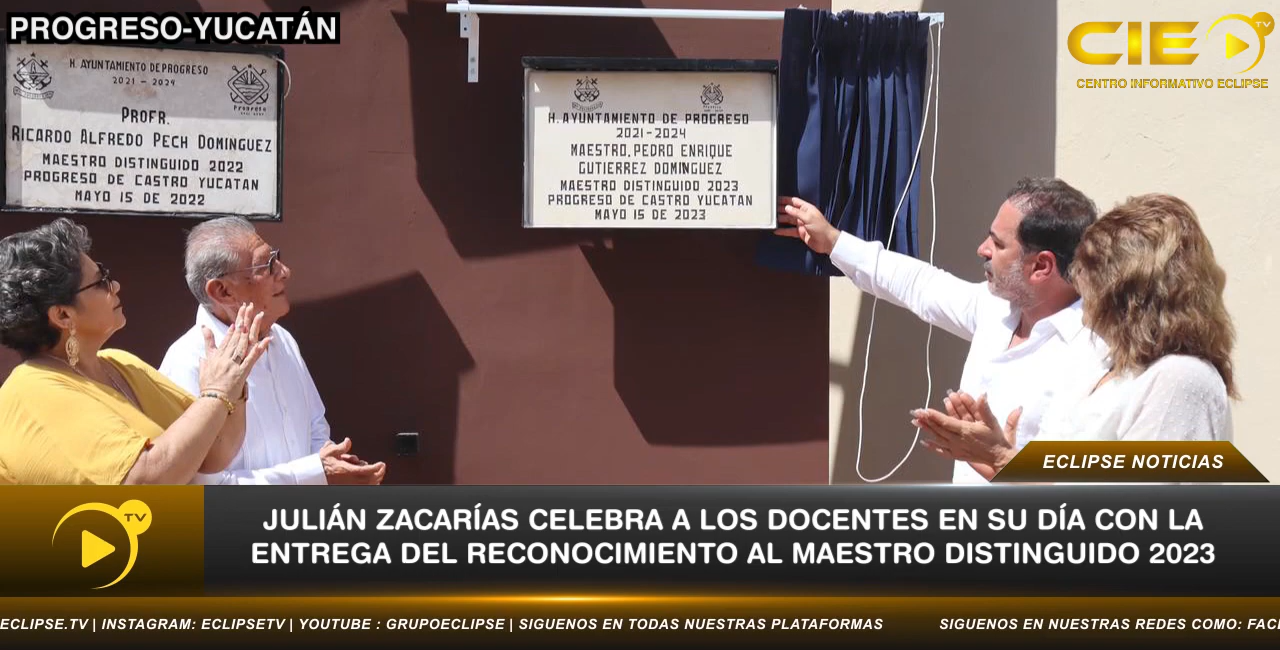 PROGRESO-YUCATÁN
H. AYUNTAMIENTO DE PROGRESO
2021 - 2024
PROFR.
RICARDO ALFREDO PECH DOMINGUEZ
MAESTRO DISTINGUIDO 2022
PROGRESO DE CASTRO YUCATAN
MAYO 15 DE 2022
H. AYUNTAMIENTO DE PROGRESO
2021-2024
MAESTRO, PEDRO ENRIQUE
GUTIERREZ DOMINGUEZ
MAESTRO DISTINGUIDO 2023
PROGRESO DE CASTRO YUCATAN
MAYO 15 DE 2023
CIE TV
CENTRO INFORMATIVO ECLIPSE
ECLIPSE NOTICIAS
TV
JULIÁN ZACARÍAS CELEBRA A LOS DOCENTES EN SU DÍA CON LA
ENTREGA DEL RECONOCIMIENTO AL MAESTRO DISTINGUIDO 2023
ECLIPSE.TV | INSTAGRAM: ECLIPSETV | YOUTUBE : GRUPOECLIPSE | SIGUENOS EN TODAS NUESTRAS PLATAFORMAS SIGUENOS EN NUESTRAS REDES COMO: